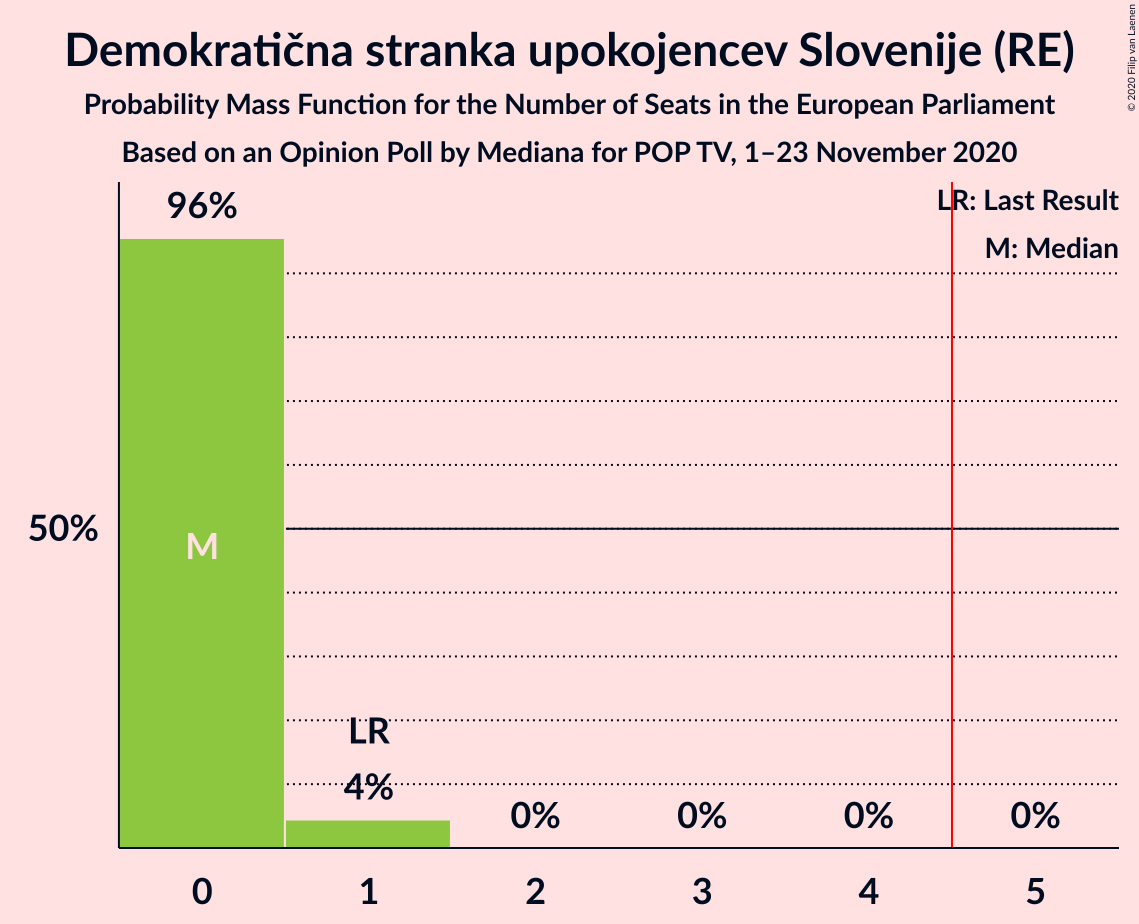 Demokratična stranka upokojencev Slovenije (RE)
Probability Mass Function for the Number of Seats in the European Parliament
Based on an Opinion Poll by Mediana for POP TV, 1–23 November 2020
© 2020 Filip van Laenen
LR: Last Result
M: Median
96%
50%
M
LR
4%
0%
0%
0%
0%
0
1
2
3
4
5